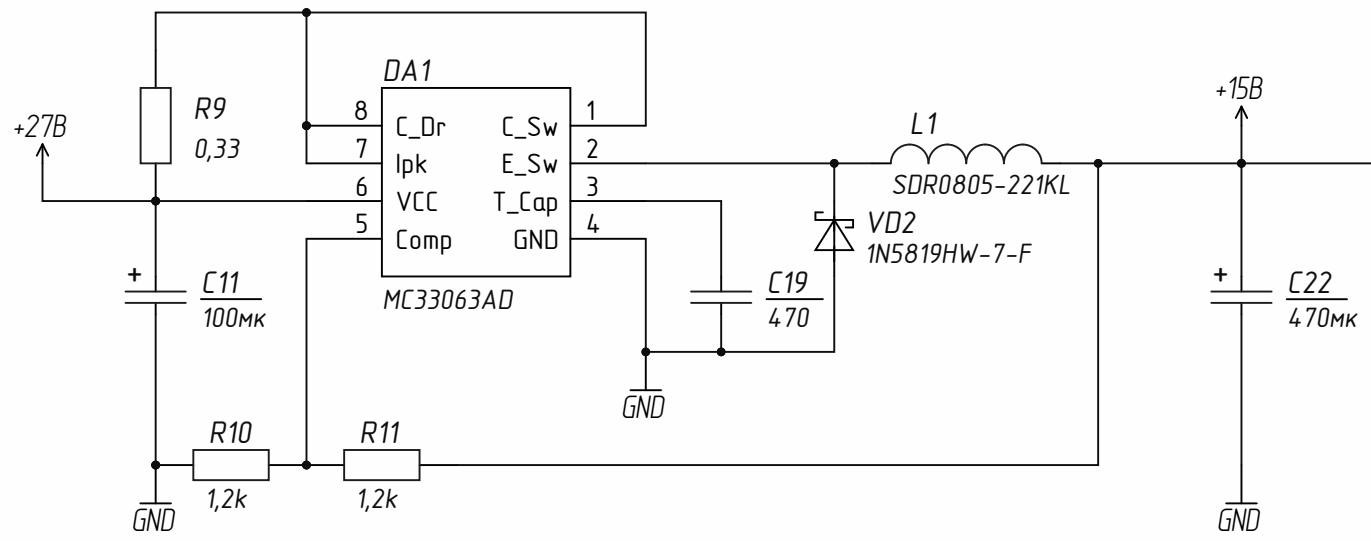 DA1
R9
0,33
+27В
+15В
8
C_Dr
C_Sw
1
7
Ipk
E_Sw
2
6
VCC
T_Cap
3
5
Comp
GND
4
MC33063AD
L1
SDR0805-221KL
VD2
1N5819HW-7-F
+
C11
100мк
C19
470
+
C22
470мк
GND
R10
1,2k
R11
1,2k
GND
GND